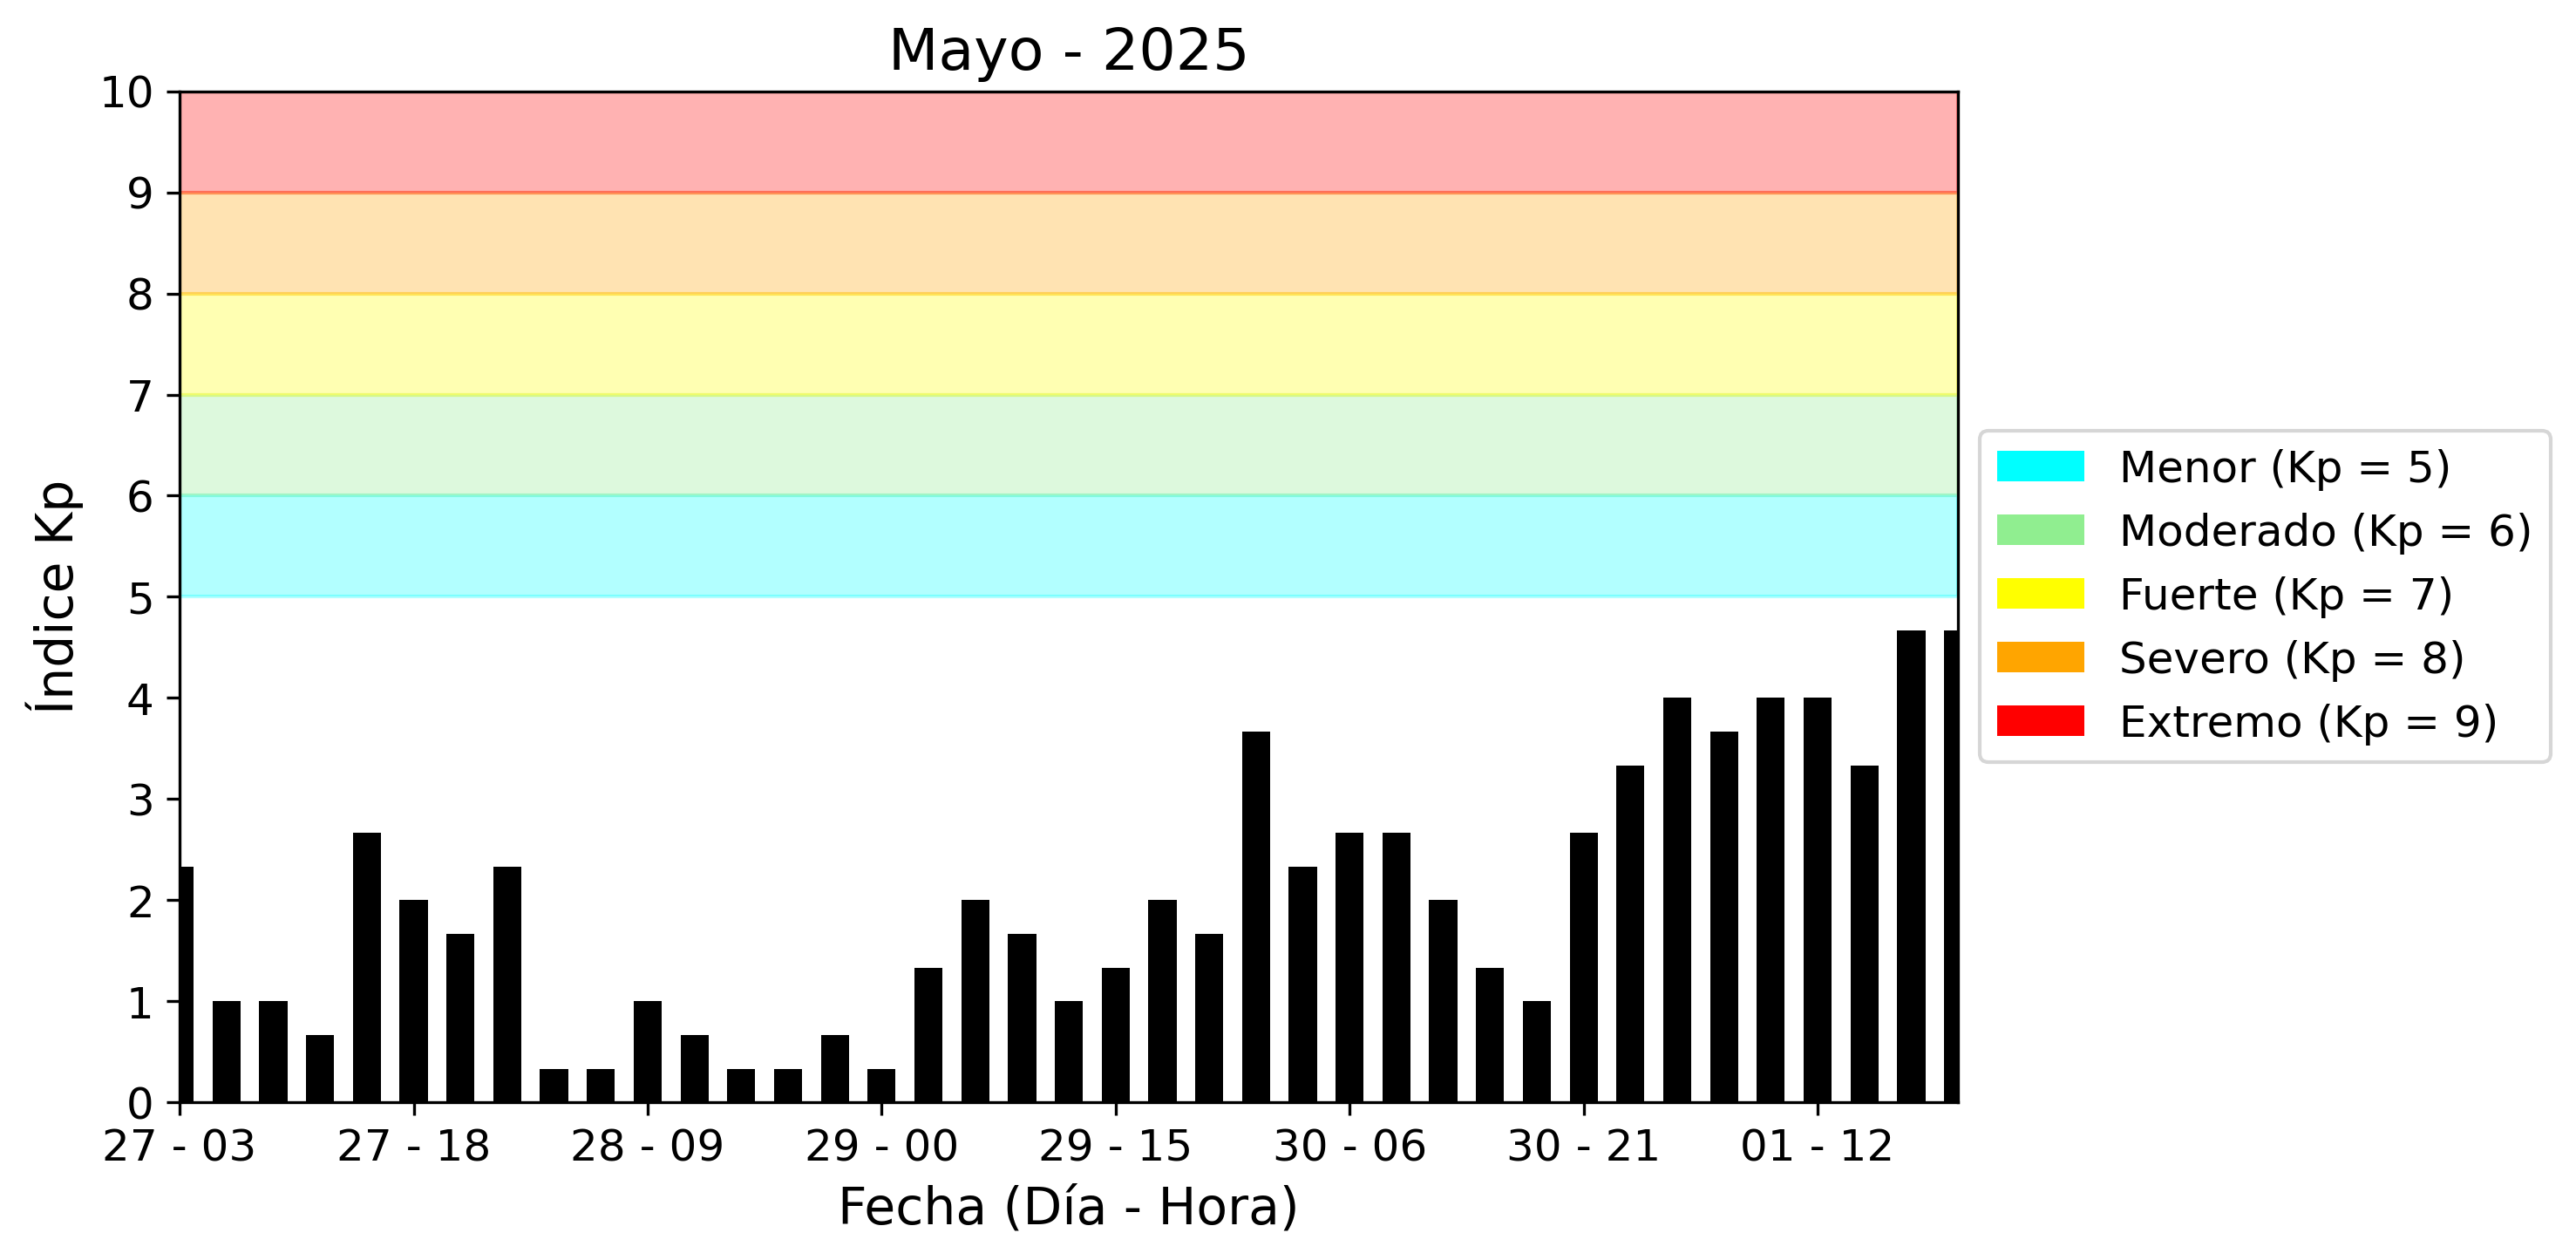 Mayo - 2025
10
9
8
7
6
5
4
3
2
1
0
Índice Kp
27 - 03
27 - 18
28 - 09
29 - 00
29 - 15
30 - 06
30 - 21
01 - 12
Fecha (Día - Hora)
Menor (Kp = 5)
Moderado (Kp = 6)
Fuerte (Kp = 7)
Severo (Kp = 8)
Extremo (Kp = 9)